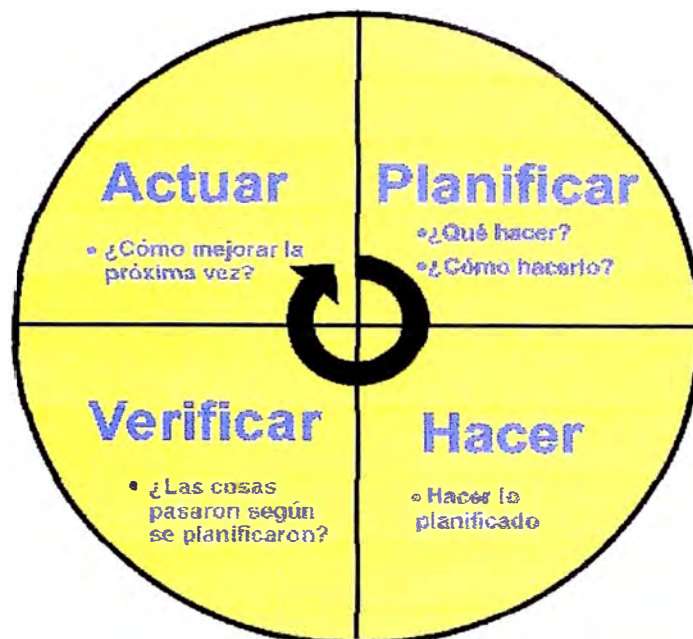 Actuar
• ¿Cómo mejorar la
próxima vez?
Planificar
•¿Qué hacer?
•¿Cómo hacerlo?
Verificar
• ¿Las cosas
pasaron según
se planificaron?
Hacer
• Hacer lo
planificado